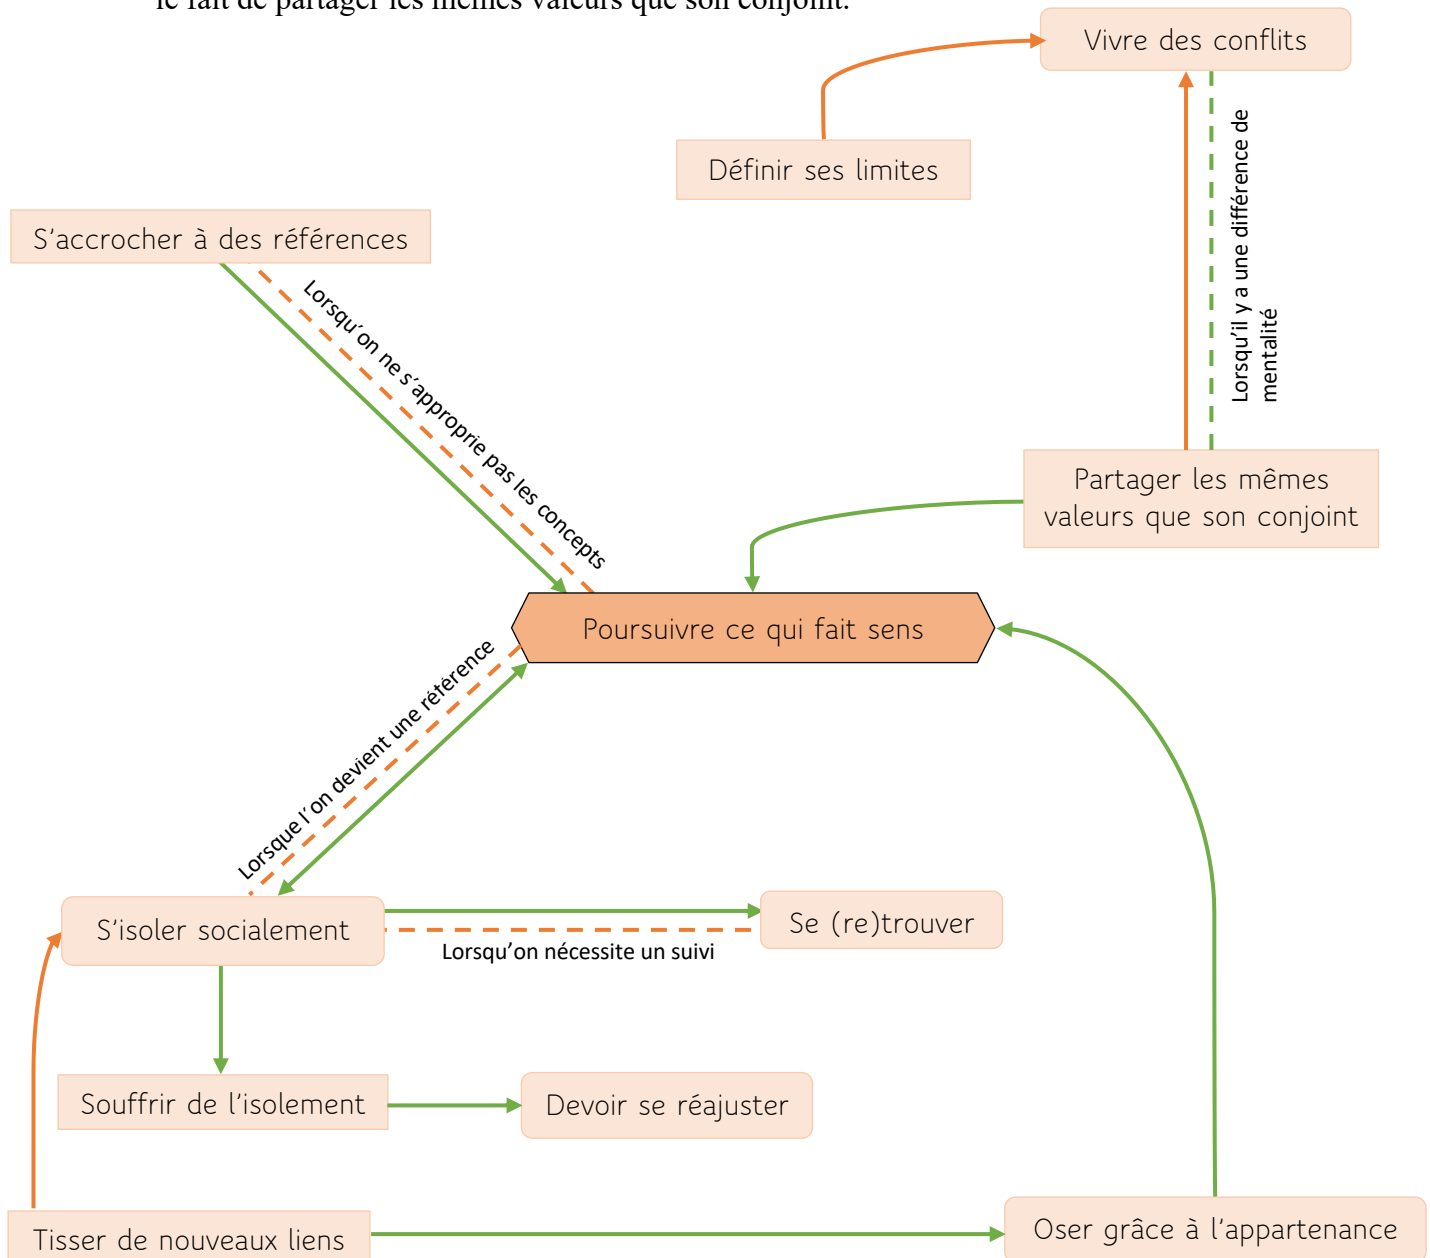 le fait de partager les mêmes valeurs que son conjoint.
Vivre des conflits
Définir ses limites
Lorsqu'il y a une différence de
mentalité
S'accrocher à des références
Lorsqu'on ne s'approprie pas les concepts
Partager les mêmes
valeurs que son conjoint
Poursuivre ce qui fait sens
Lorsque l'on devient une référence
S'isoler socialement
Se (re)trouver
Lorsqu'on nécessite un suivi
Souffrir de l'isolement
Devoir se réajuster
Tisser de nouveaux liens
Oser grâce à l'appartenance